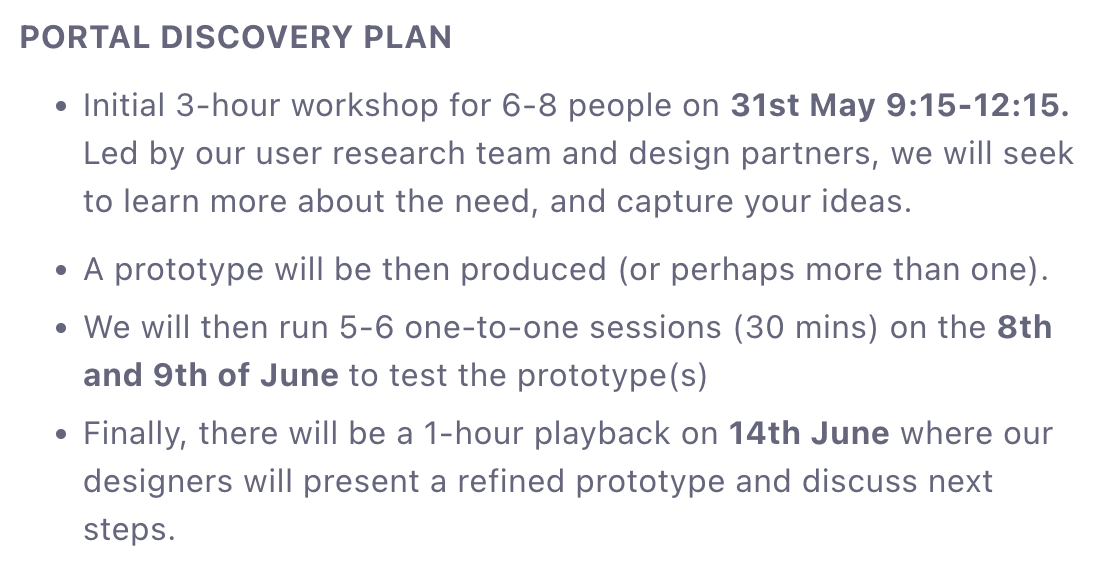 PORTAL DISCOVERY PLAN
• Initial 3-hour workshop for 6-8 people on 31st May 9:15-12:15.
Led by our user research team and design partners, we will seek
to learn more about the need, and capture your ideas.
• A prototype will be then produced (or perhaps more than one).
• We will then run 5-6 one-to-one sessions (30 mins) on the 8th
and 9th of June to test the prototype(s)
• Finally, there will be a 1-hour playback on 14th June where our
designers will present a refined prototype and discuss next
steps.